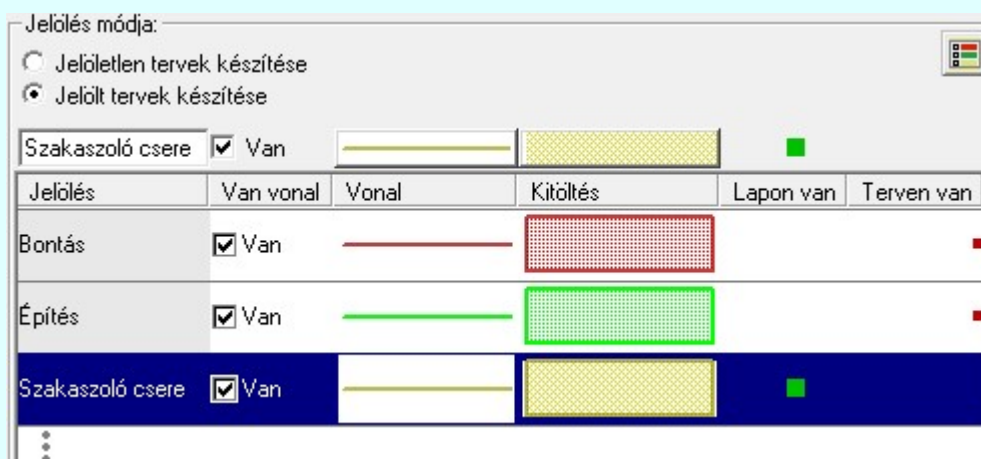 Jelölés módja:
Jelöletlen tervek készítése
Jelölt tervek készítése
Szakaszoló csere Van
Jelölés Van vonal Vonal Kitöltés Lapon van Terven van
Bontás Van
Építés Van
Szakaszoló csere Van